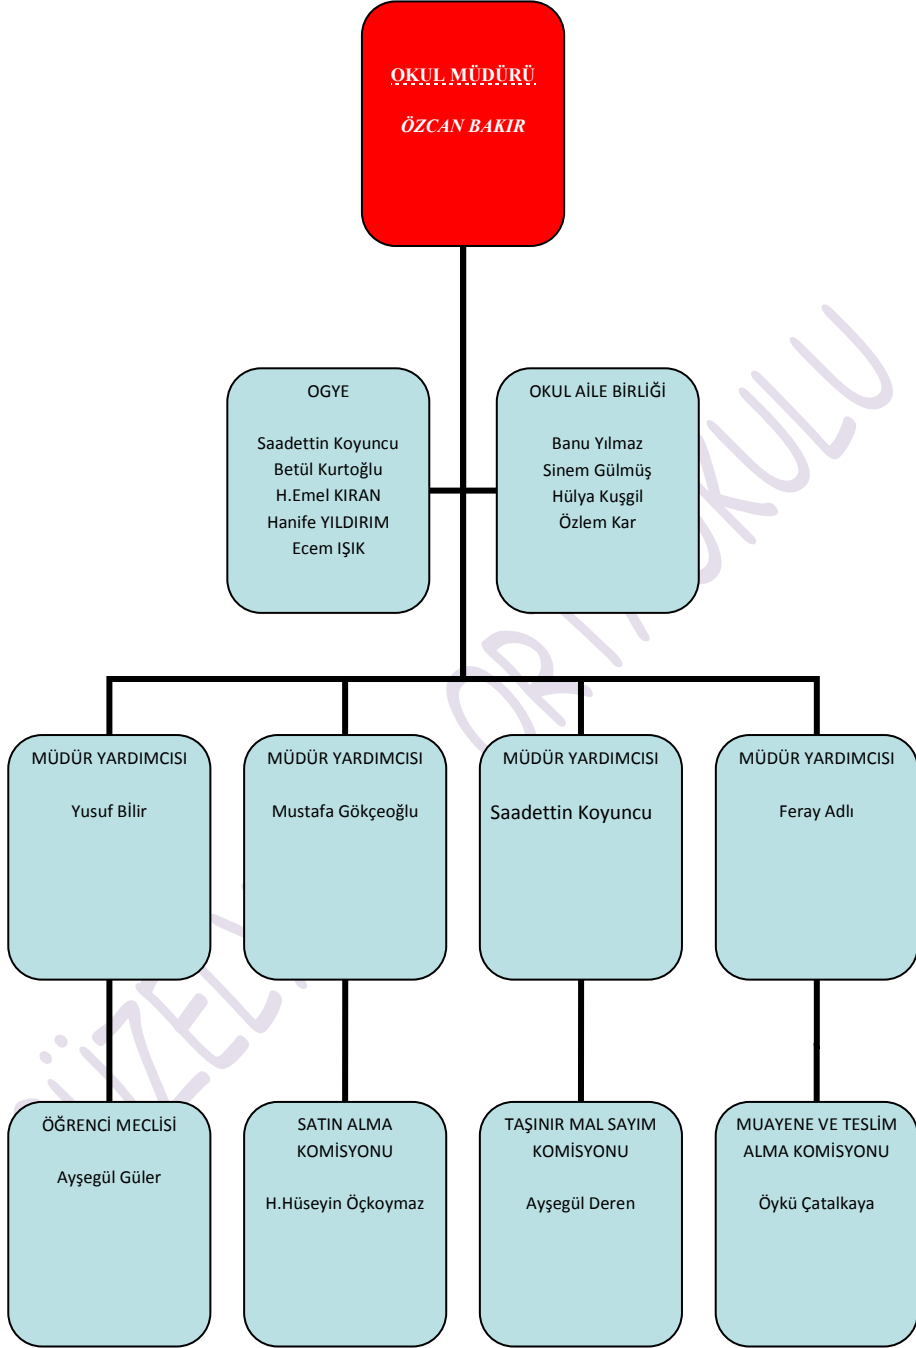 OKUL MÜDÜRÜ
ÖZCAN BAKIR
OGYE
Saadettin Koyuncu
Betül Kurtoğlu
H.Emel KIRAN
Hanife YILDIRIM
Ecem IŞIK
OKUL AİLE BİRLİĞİ
Banu Yılmaz
Sinem Gülmüş
Hülya Kuşgil
Özlem Kar
MÜDÜR YARDIMCISI
Yusuf Bİlir
MÜDÜR YARDIMCISI
Mustafa Gökçeoğlu
MÜDÜR YARDIMCISI
Saadettin Koyuncu
MÜDÜR YARDIMCISI
Feray Adlı
ÖĞRENCİ MECLİSİ
Ayşegül Güler
SATIN ALMA
KOMİSYONU
H.Hüseyin Öçkoymaz
TAŞINIR MAL SAYIM
KOMİSYONU
Ayşegül Deren
MUAYENE VE TESLİM
ALMA KOMİSYONU
Öykü Çatalkaya